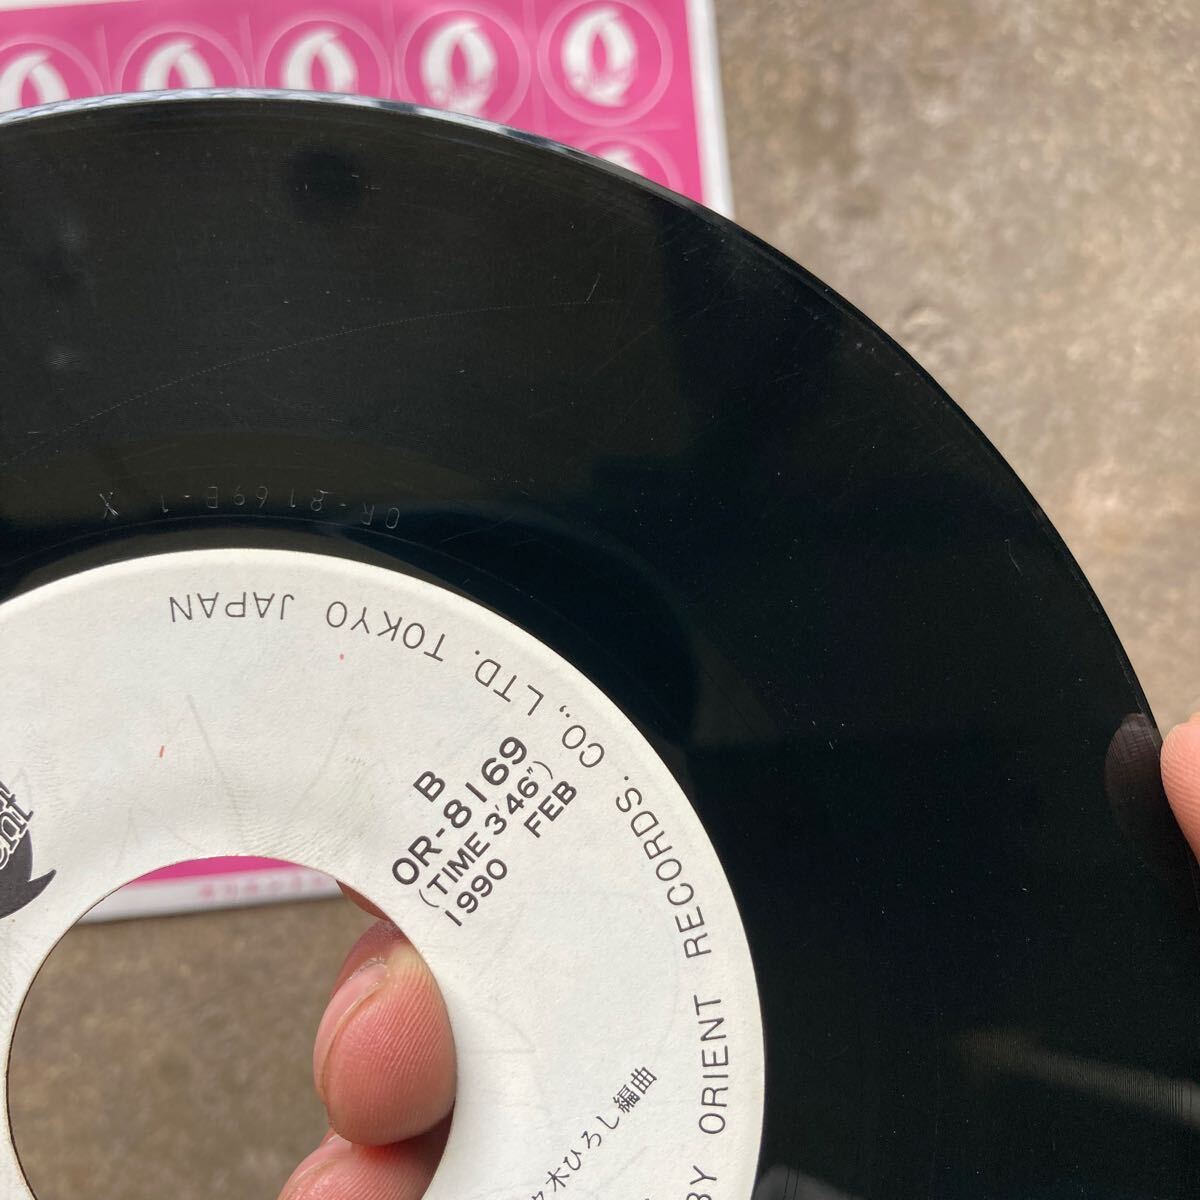 OR-8169B-1 X
BY ORIENT RECORDS. CO., LTD. TOKYO JAPAN
B
OR-8169
(TIME 3'46")
1990 FEB
木ひろし編曲